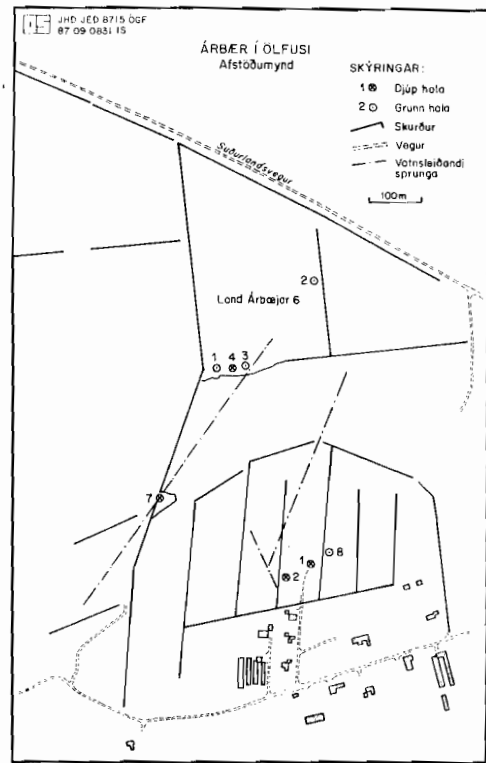 JHD JED 8715 ÓGF
87 09 0831 IS
ÁRBÆR Í ÖLFUSI
Afstöðumynd
SKÝRINGAR:
1 Djúp hola
2 Grunn hola
Skurður
Vegur
Vatnsleiðandi
sprunga
100m
Suðurlandsvegur
2
Land Árbæjar 6
1 4 3
7
8
1
2